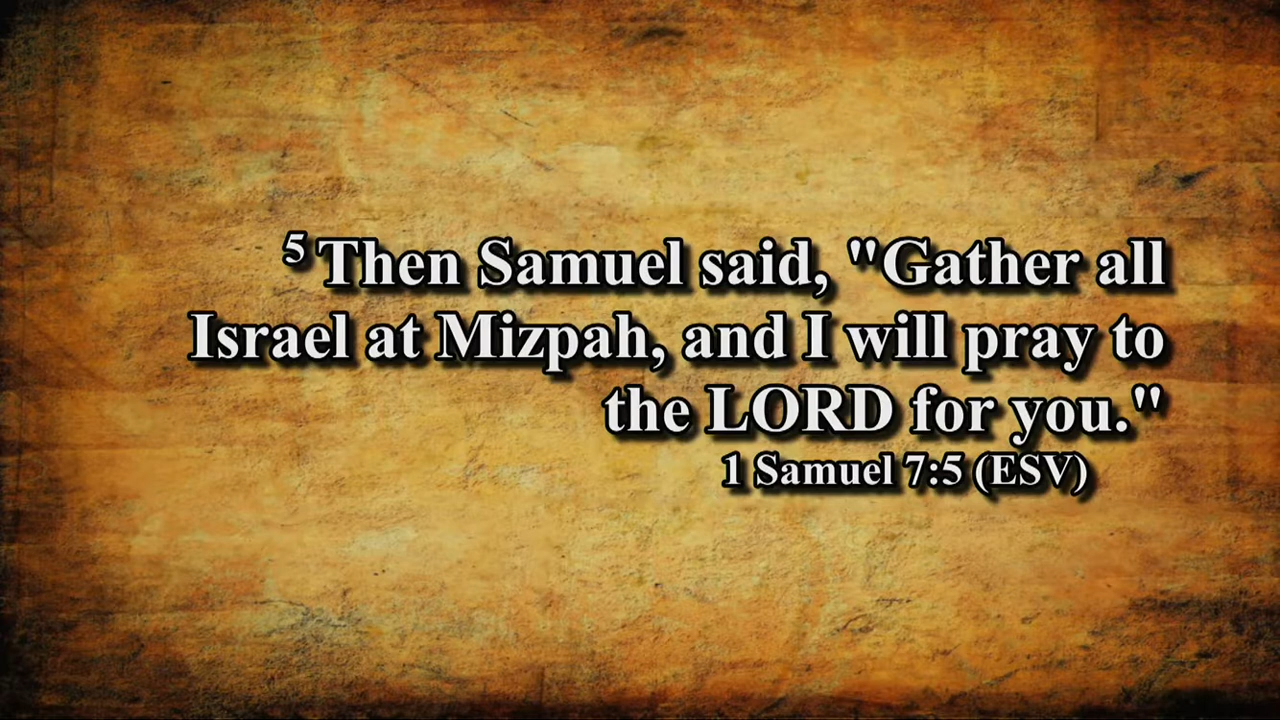 5 Then Samuel said, "Gather all
Israel at Mizpah, and I will pray to
the LORD for you."
1 Samuel 7:5 (ESV)